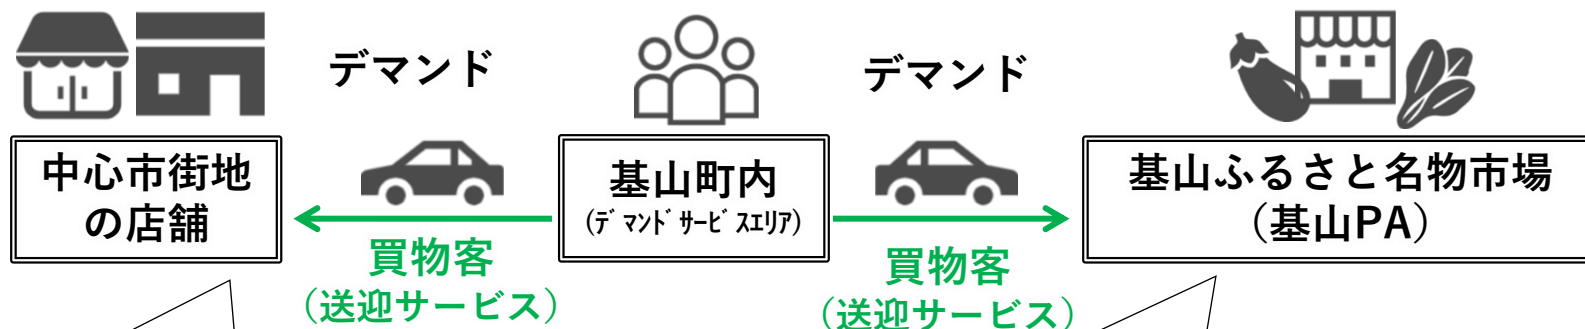 デマンド
デマンド
中心市街地
の店舗
基山町内
(ﾃﾞﾏﾝﾄﾞｻｰﾋﾞｽｴﾘｱ)
基山ふるさと名物市場
（基山PA）
買物客
（送迎サービス）
買物客
（送迎サービス）